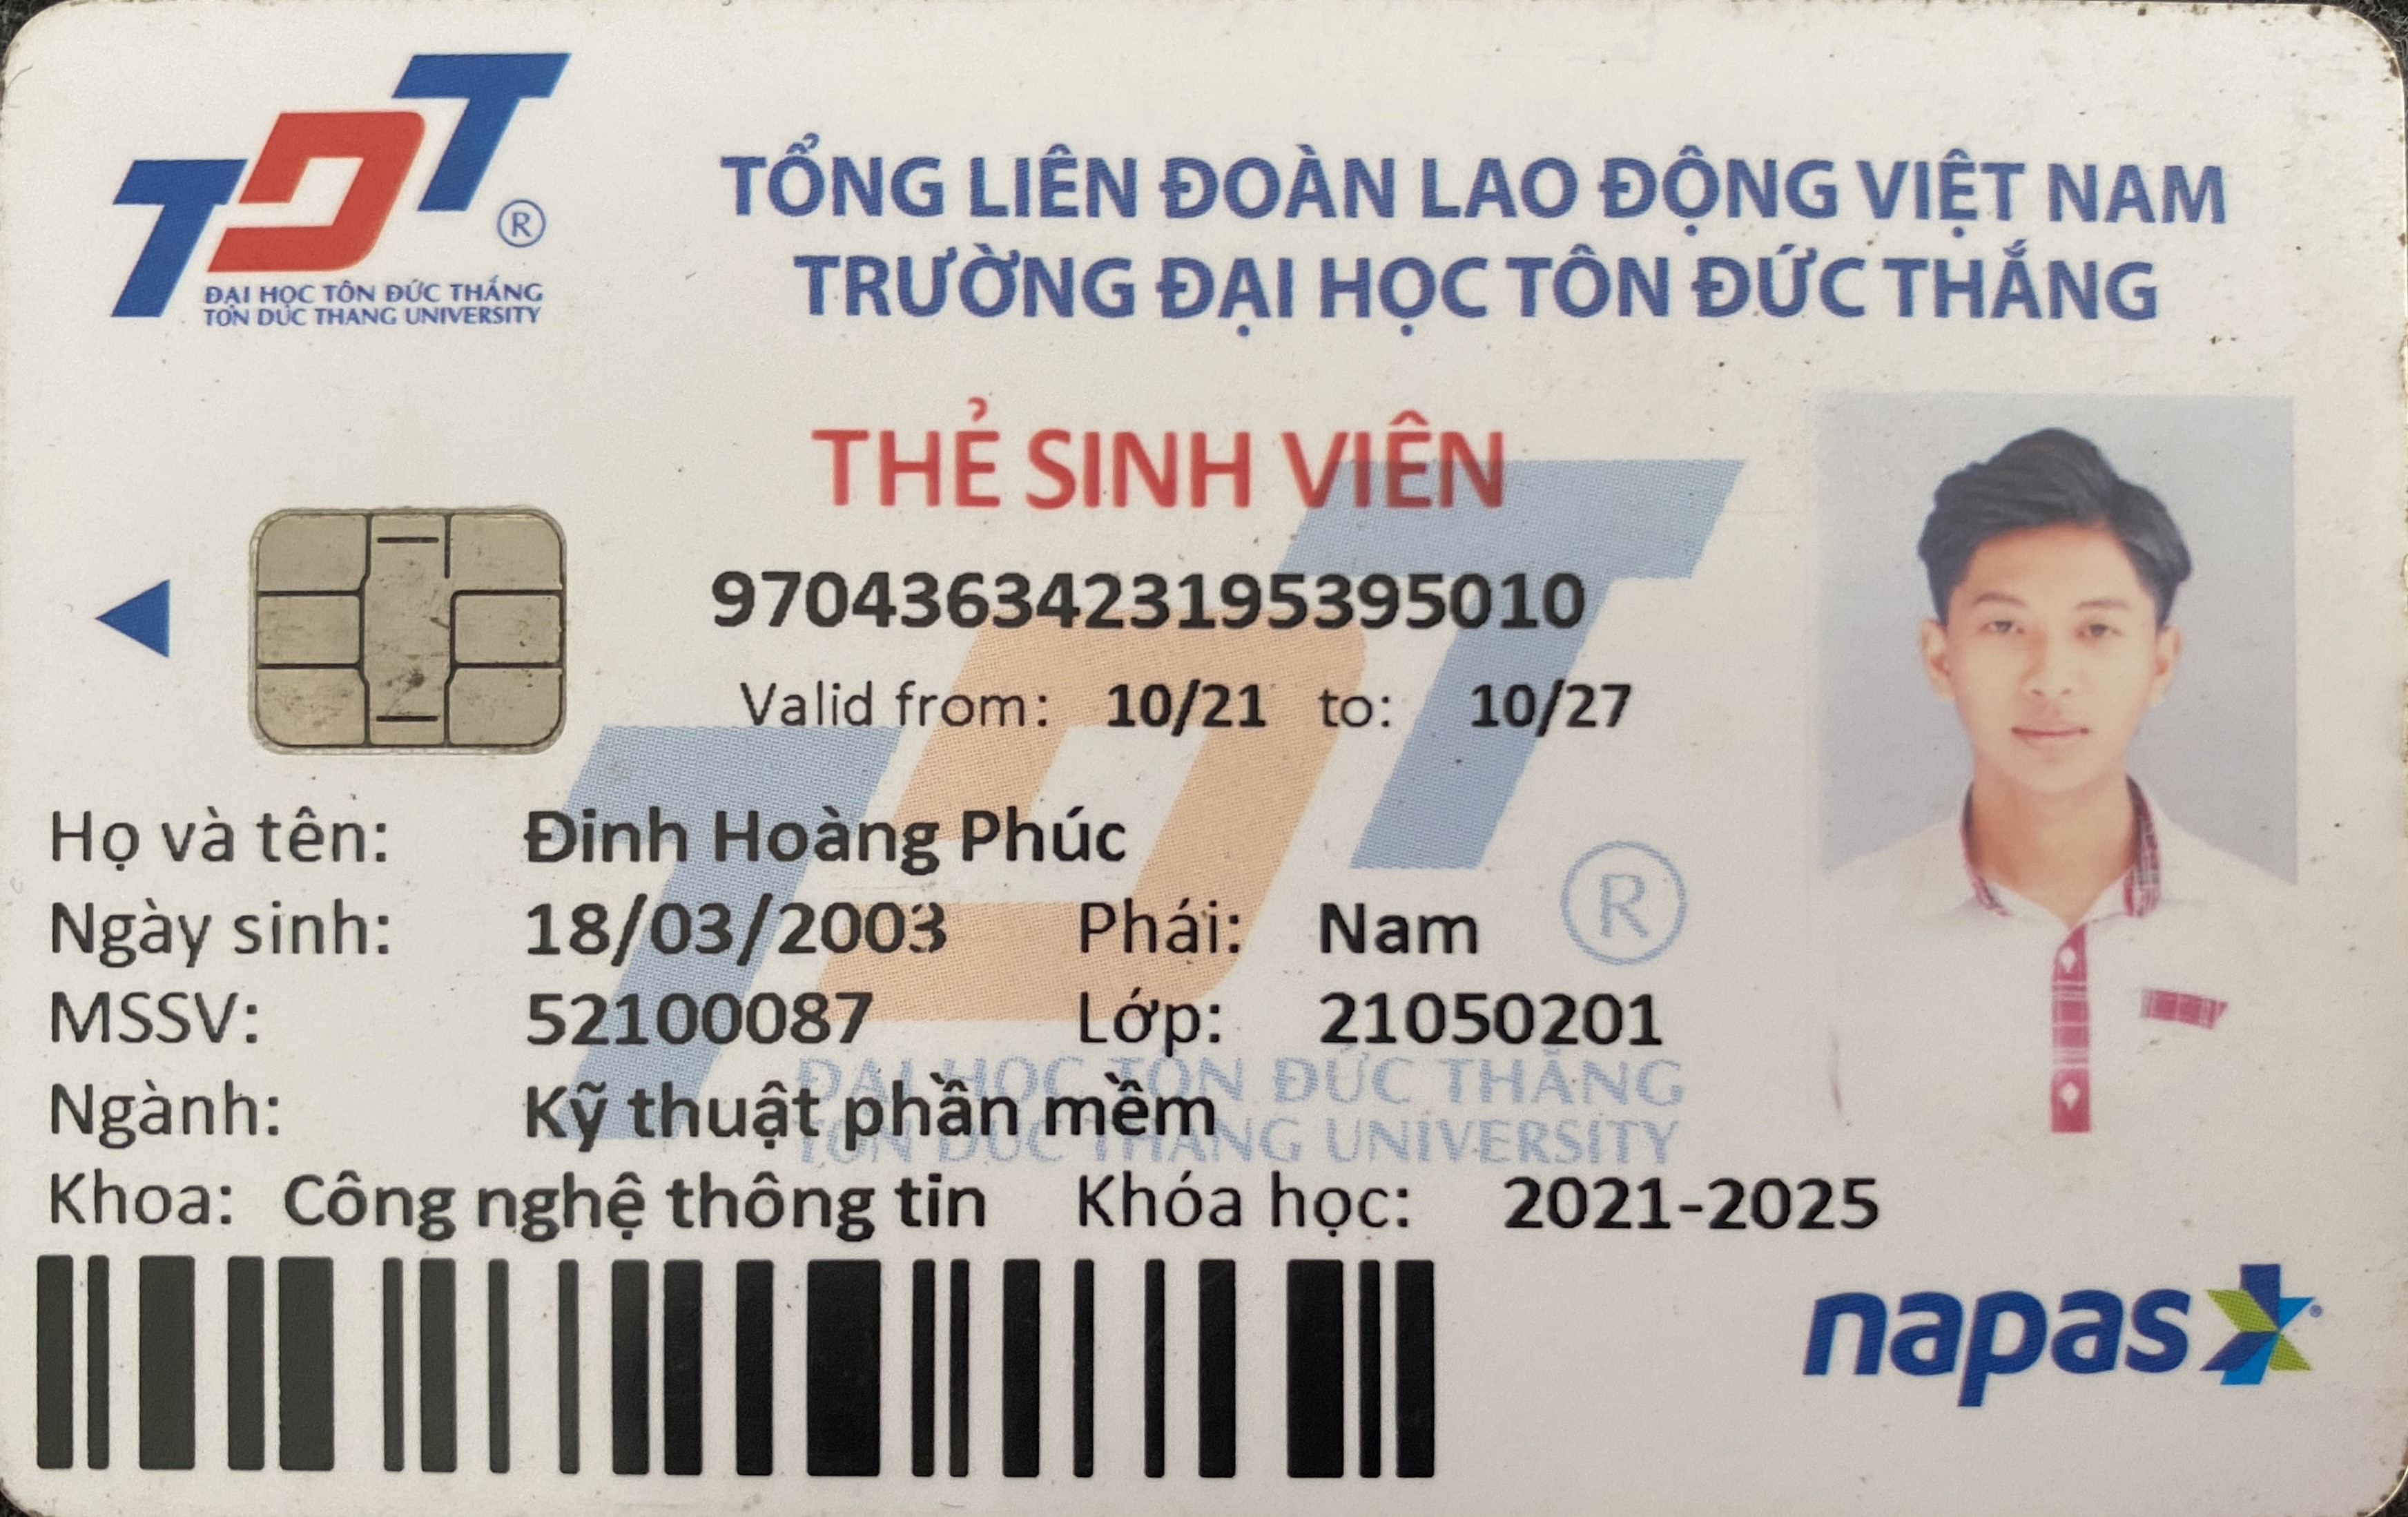 TDT®
ĐẠI HỌC TÔN ĐỨC THẮNG
TON DUC THANG UNIVERSITY
TỔNG LIÊN ĐOÀN LAO ĐỘNG VIỆT NAM
TRƯỜNG ĐẠI HỌC TÔN ĐỨC THẮNG
THẺ SINH VIÊN
9704363423195395010
Valid from: 10/21 to: 10/27
Họ và tên: Đinh Hoàng Phúc
Ngày sinh: 18/03/2003 Phái: Nam
MSSV: 52100087 Lớp: 21050201
Ngành: Kỹ thuật phần mềm
Khoa: Công nghệ thông tin Khóa học: 2021-2025
TDT®
ĐẠI HỌC TÔN ĐỨC THẮNG
TON DUC THANG UNIVERSITY
napas